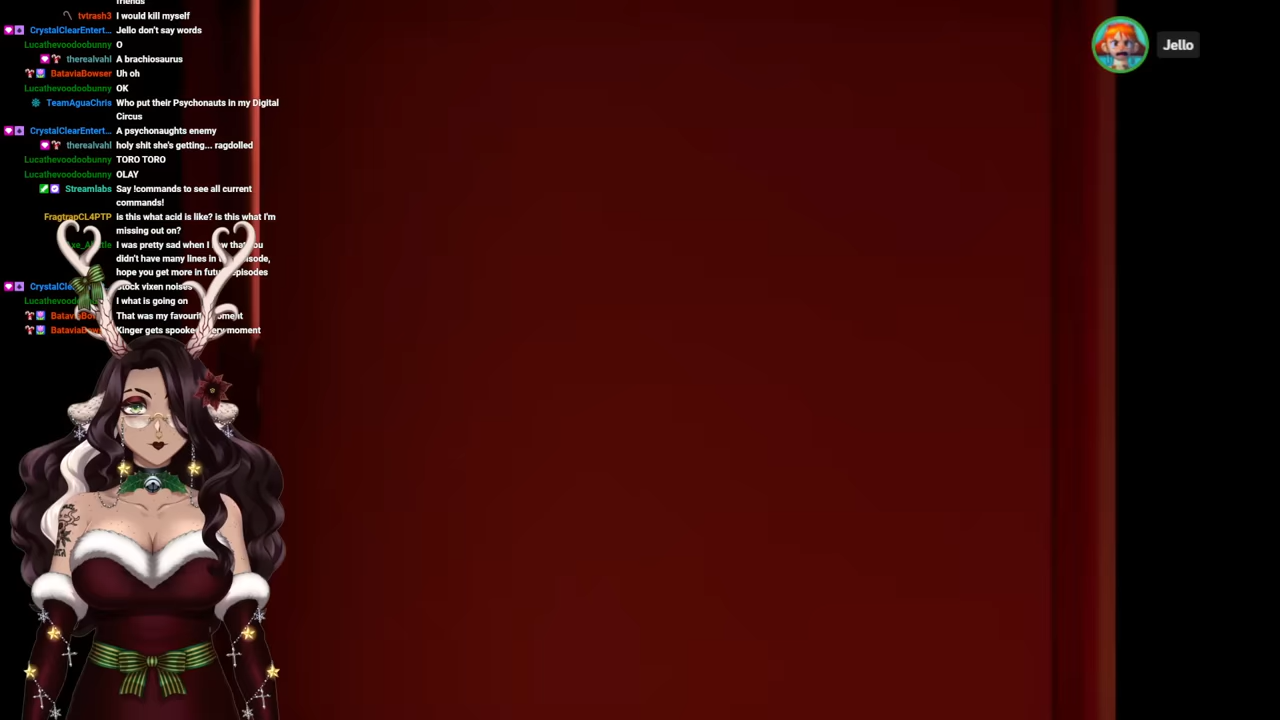 friends
tvtrash3 I would kill myself
CrystalClearEntert... Jello don't say words
Lucathevoodoobunny O
therealvahl A brachiosaurus
BataviaBowser Uh oh
Lucathevoodoobunny OK
TeamAguaChris Who put their Psychonauts in my Digital
Circus
CrystalClearEntert... A psychonaughts enemy
therealvahl holy shit she's getting... ragdolled
Lucathevoodoobunny TORO TORO
Lucathevoodoobunny OLAY
Streamlabs Say !commands to see all current
commands!
FragtrapCL4PTP Is this what acid is like? is this what I'm
missing out on?
I was pretty sad when I
didn't have many lines in
hope you get more in
episodes
vixen noises
I what is going on
That was my
Kinger gets
moment
Jello